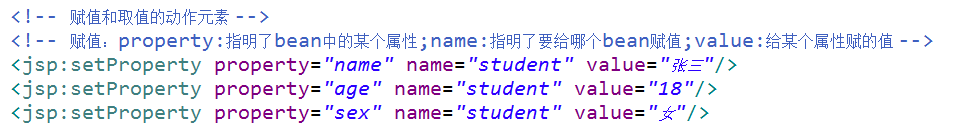 <!-- 赋值和取值的动作元素 -->
<!-- 赋值：property:指明了bean中的某个属性;name:指明了要给哪个bean赋值;value:给某个属性赋的值 -->
<jsp:setProperty property="name" name="student" value="张三"/>
<jsp:setProperty property="age" name="student" value="18"/>
<jsp:setProperty property="sex" name="student" value="女"/>